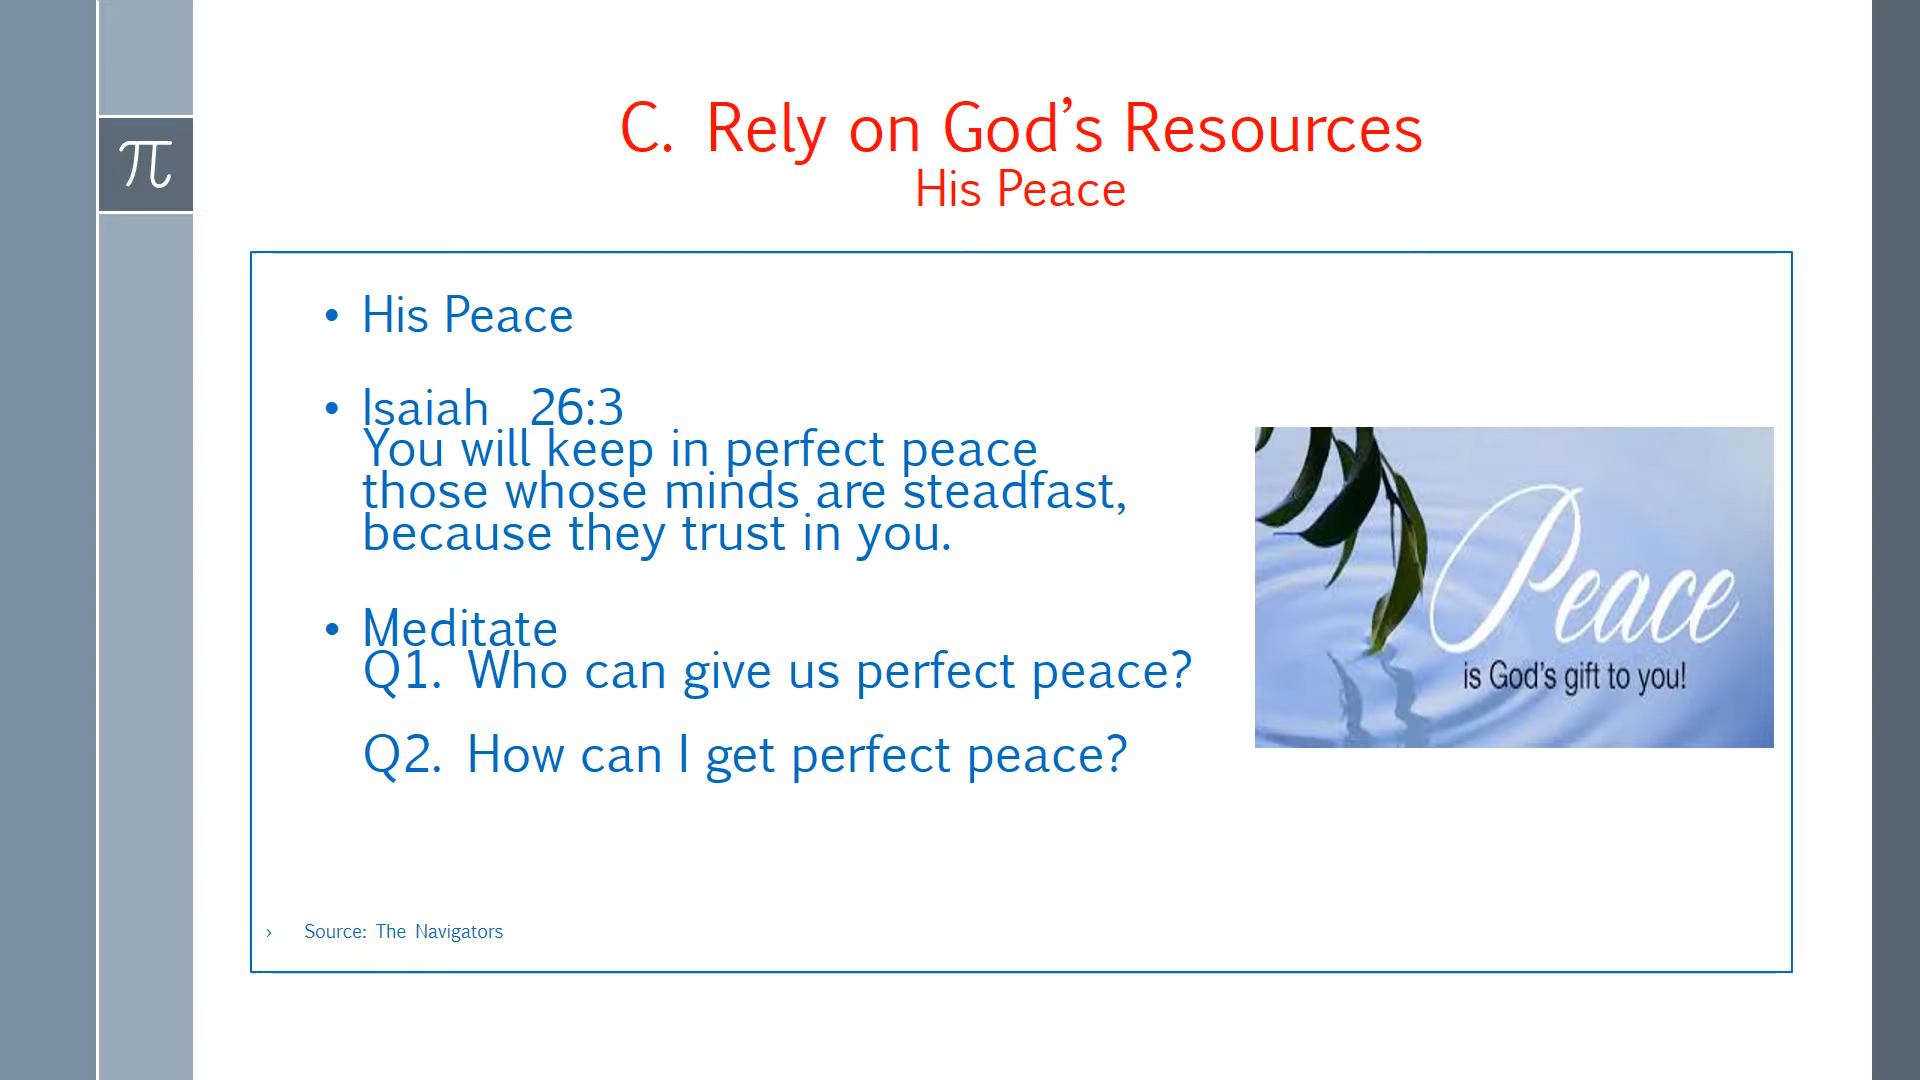 π
C. Rely on God’s Resources
His Peace
• His Peace
• Isaiah 26:3
You will keep in perfect peace
those whose minds are steadfast,
because they trust in you.
• Meditate
Q1. Who can give us perfect peace?
Q2. How can I get perfect peace?
Peace
is God's gift to you!
› Source: The Navigators